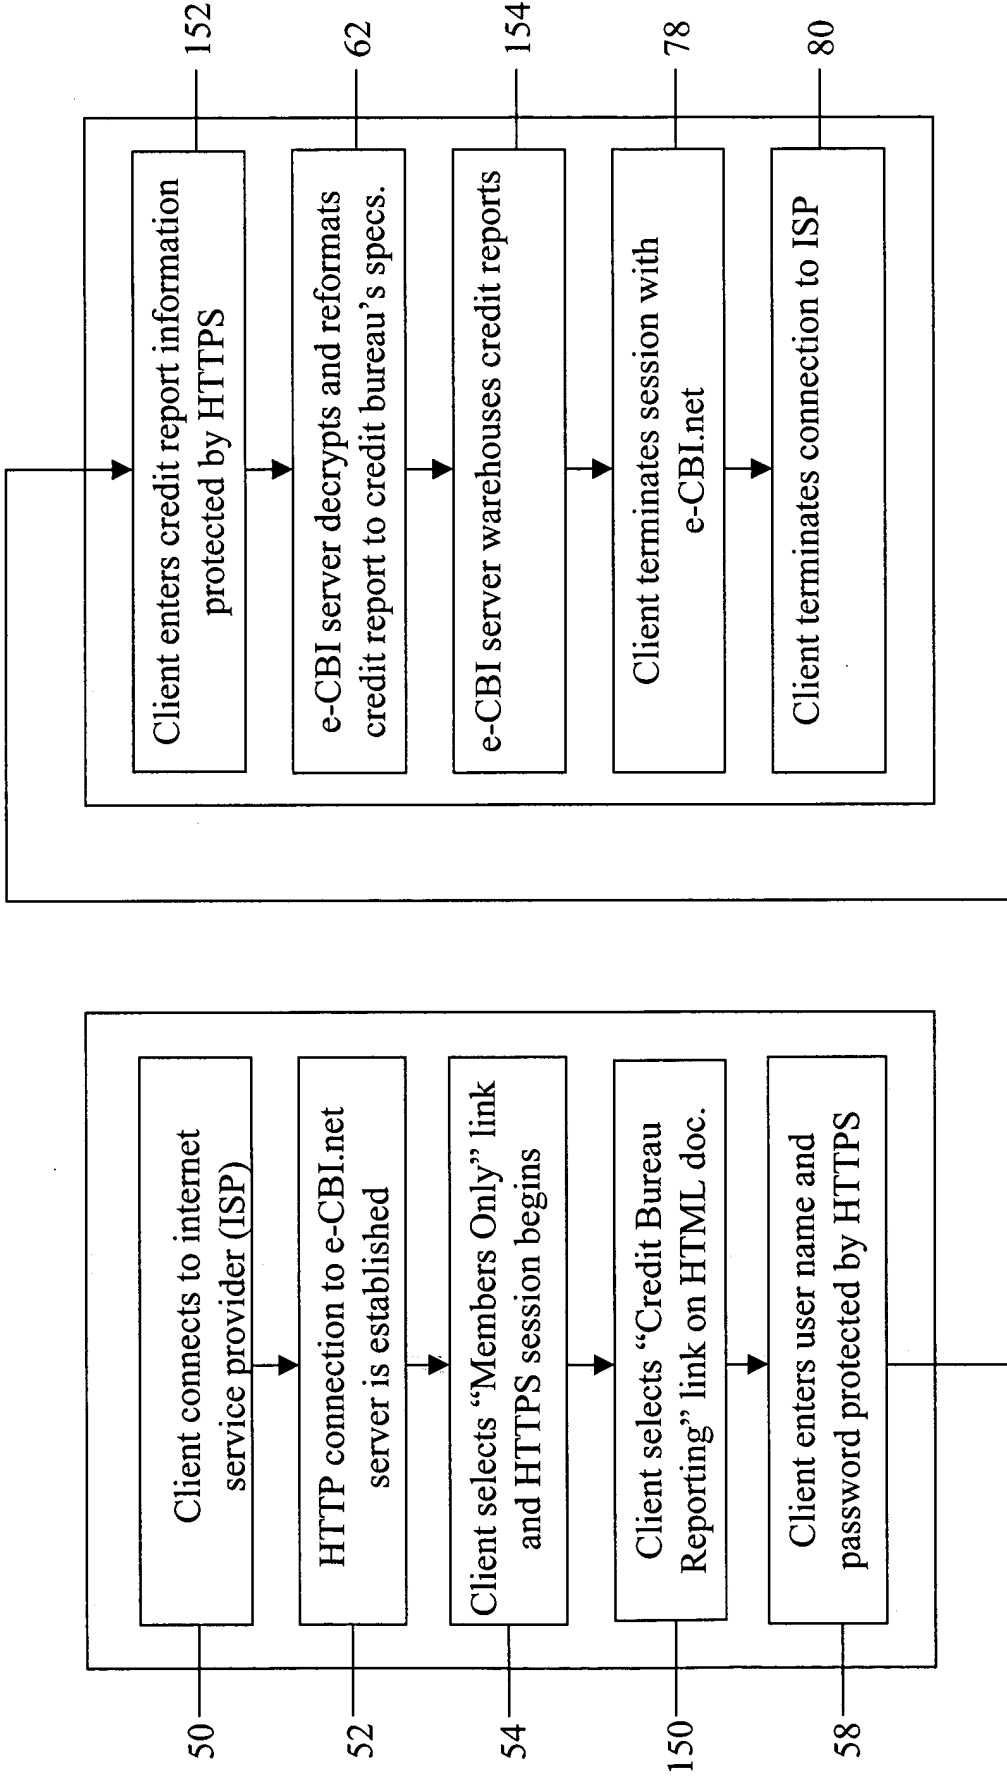 50
Client connects to internet
service provider (ISP)
52
HTTP connection to e-CBI.net
server is established
54
Client selects “Members Only” link
and HTTPS session begins
150
Client selects “Credit Bureau
Reporting” link on HTML doc.
58
Client enters user name and
password protected by HTTPS
Client enters credit report information
protected by HTTPS
152
e-CBI server decrypts and reformats
credit report to credit bureau’s specs.
62
e-CBI server warehouses credit reports
154
Client terminates session with
e-CBI.net
78
Client terminates connection to ISP
80